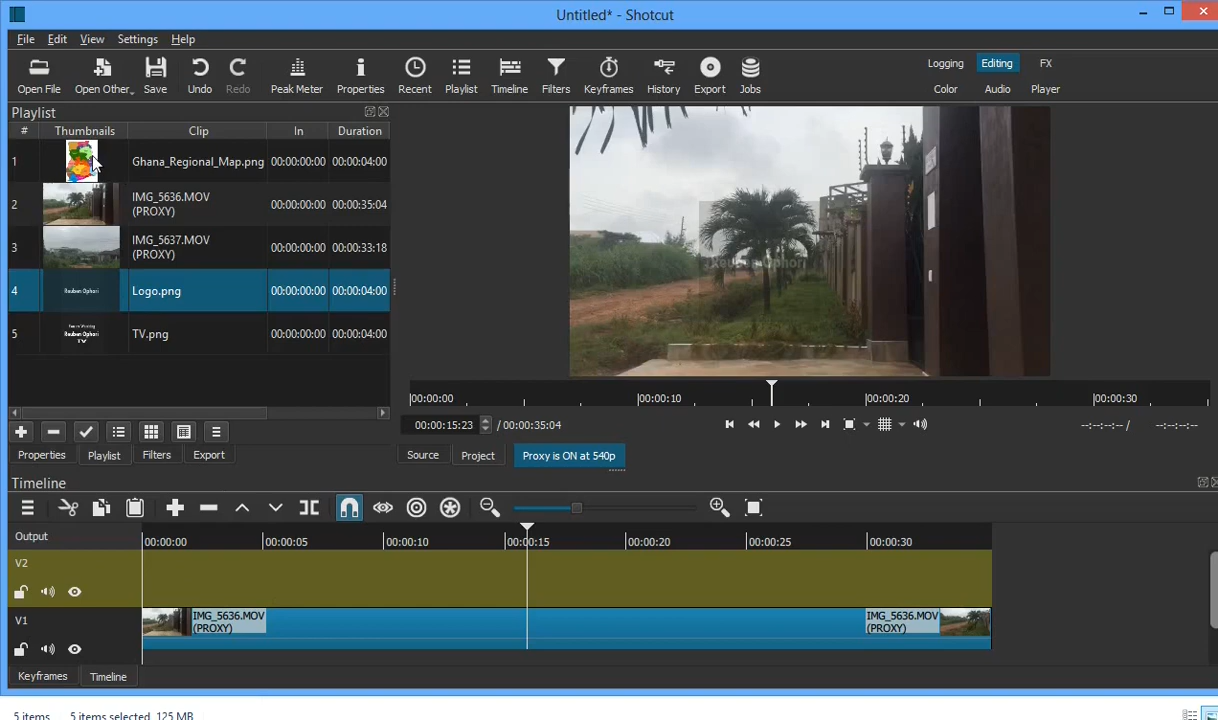 Untitled* - Shotcut
File Edit View Settings Help
Open File Open Other Save Undo Redo Peak Meter Properties Recent Playlist Timeline Filters Keyframes History Export Jobs
Logging Editing FX
Color Audio Player
Playlist
# Thumbnails Clip In Duration
1 Ghana_Regional_Map.png 00:00:00:00 00:00:04:00
2 IMG_5636.MOV (PROXY) 00:00:00:00 00:00:35:04
3 IMG_5637.MOV (PROXY) 00:00:00:00 00:00:33:18
4 Reuben Ophori Logo.png 00:00:00:00 00:00:04:00
5 Reuben Ophori TV TV.png 00:00:00:00 00:00:04:00
Reuben Ophori
00:00:00 00:00:10 00:00:20 00:00:30
00:00:15:23 / 00:00:35:04 --:--:--:-- / --:--:--:--
Properties Playlist Filters Export
Source Project Proxy is ON at 540p
Timeline
Output 00:00:00 00:00:05 00:00:10 00:00:15 00:00:20 00:00:25 00:00:30
V2
V1
IMG_5636.MOV (PROXY)
IMG_5636.MOV (PROXY)
Keyframes Timeline
5 items 5 items selected 125 MB